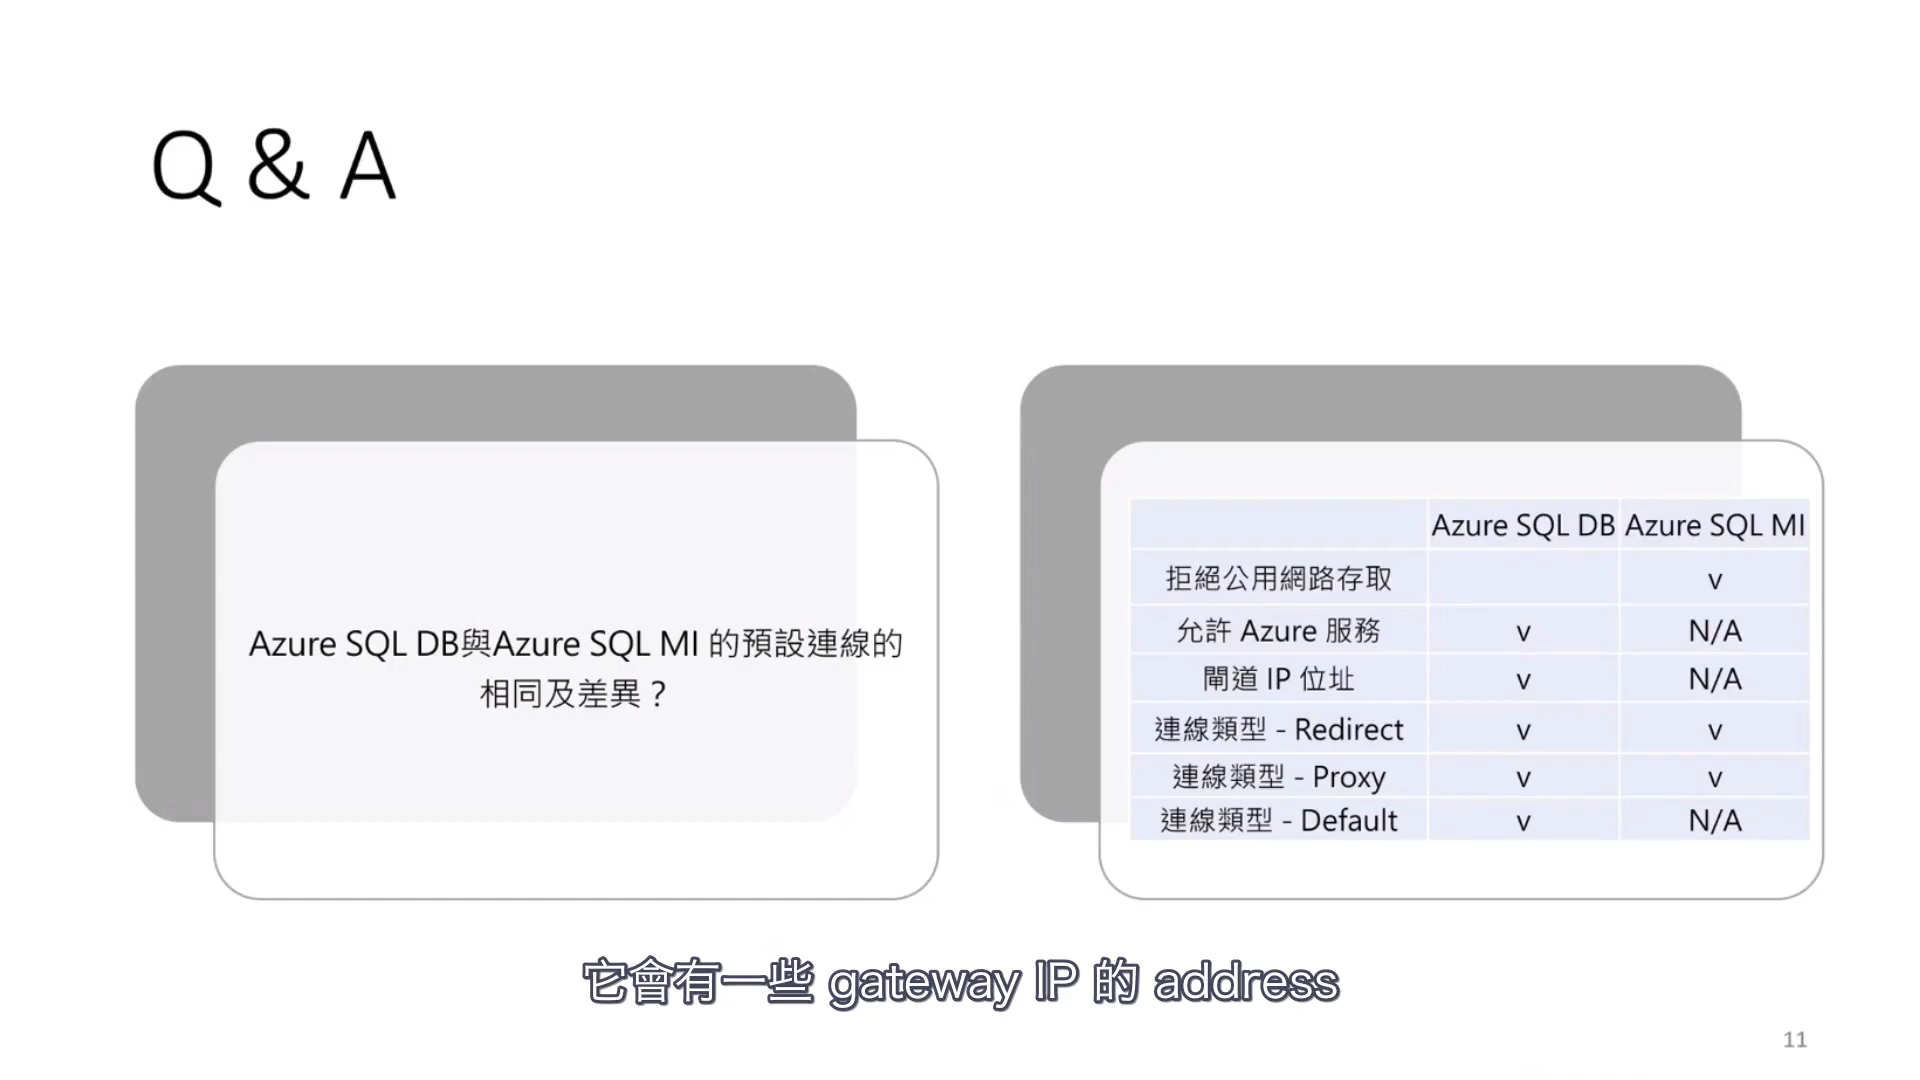 Q & A
Azure SQL DB與Azure SQL MI 的預設連線的
相同及差異？
Azure SQL DB Azure SQL MI
拒絕公用網路存取 v
允許 Azure 服務 v N/A
閘道 IP 位址 v N/A
連線類型 - Redirect v v
連線類型 - Proxy v v
連線類型 - Default v N/A
它會有一些 gateway IP 的 address
11